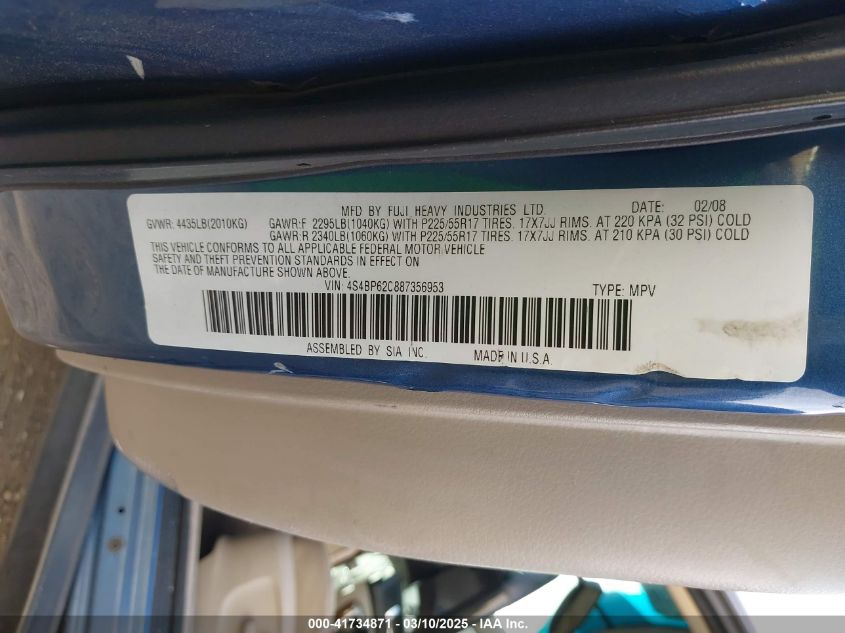 MFD BY FUJI HEAVY INDUSTRIES LTD. DATE: 02/08
GVWR: 4435LB(2010KG) GAWR:F 2295LB(1040KG) WITH P225/55R17 TIRES. 17X7JJ RIMS. AT 220 KPA (32 PSI) COLD
GAWR:R 2340LB(1060KG) WITH P225/55R17 TIRES. 17X7JJ RIMS. AT 210 KPA (30 PSI) COLD
THIS VEHICLE CONFORMS TO ALL APPLICABLE FEDERAL MOTOR VEHICLE
SAFETY AND THEFT PREVENTION STANDARDS IN EFFECT ON
THE DATE OF MANUFACTURE SHOWN ABOVE.
VIN: 4S4BP62C887356953 TYPE: MPV
ASSEMBLED BY SIA INC. MADE IN U.S.A.
000-41734871 - 03/10/2025 - IAA Inc.